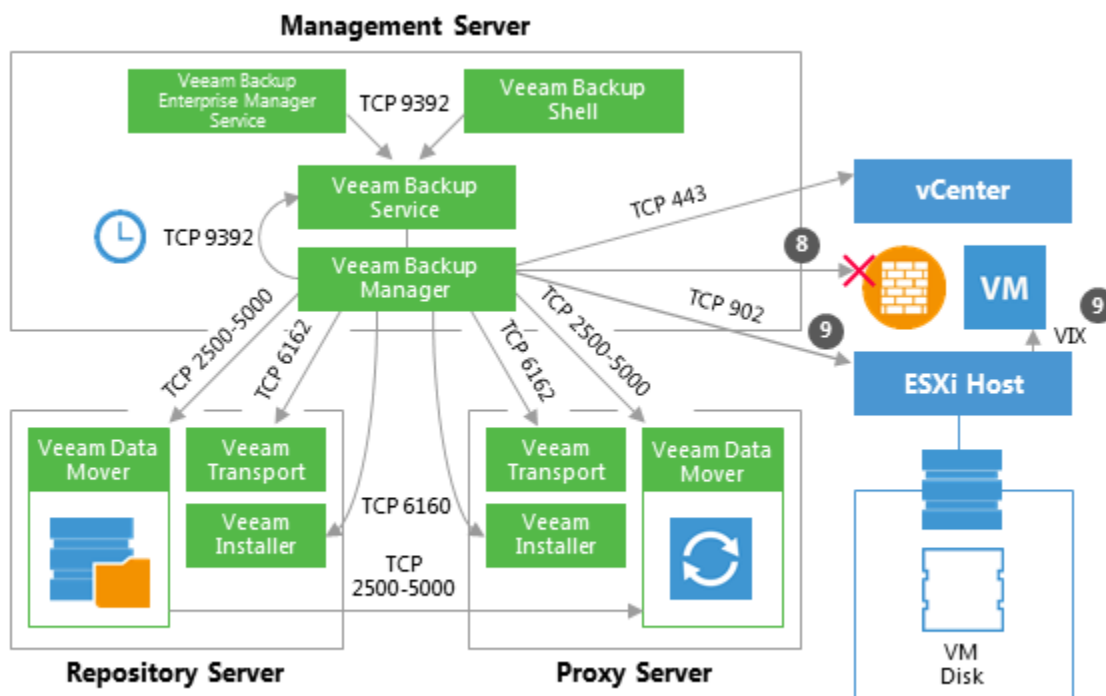 Management Server
Veeam Backup
Enterprise Manager
Service
TCP 9392
Veeam Backup
Shell
Veeam Backup
Service
TCP 443
vCenter
TCP 9392
8
Veeam Backup
Manager
VM
TCP 902
9
9
VIX
ESXi Host
TCP 2500-5000
TCP 6162
TCP 6162
TCP 2500-5000
Veeam Data
Mover
Veeam
Transport
Veeam
Transport
Veeam Data
Mover
TCP 6160
Veeam
Installer
Veeam
Installer
TCP
2500-5000
VM
Disk
Repository Server
Proxy Server